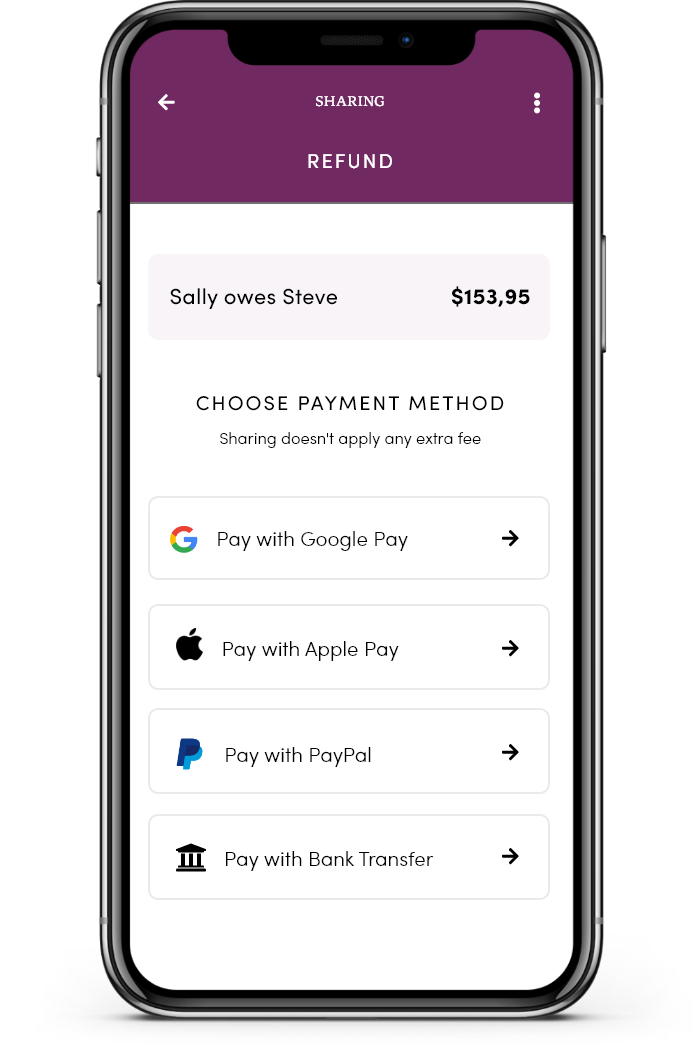 SHARING
REFUND
Sally owes Steve $153,95
CHOOSE PAYMENT METHOD
Sharing doesn't apply any extra fee
Pay with Google Pay
Pay with Apple Pay
Pay with PayPal
Pay with Bank Transfer